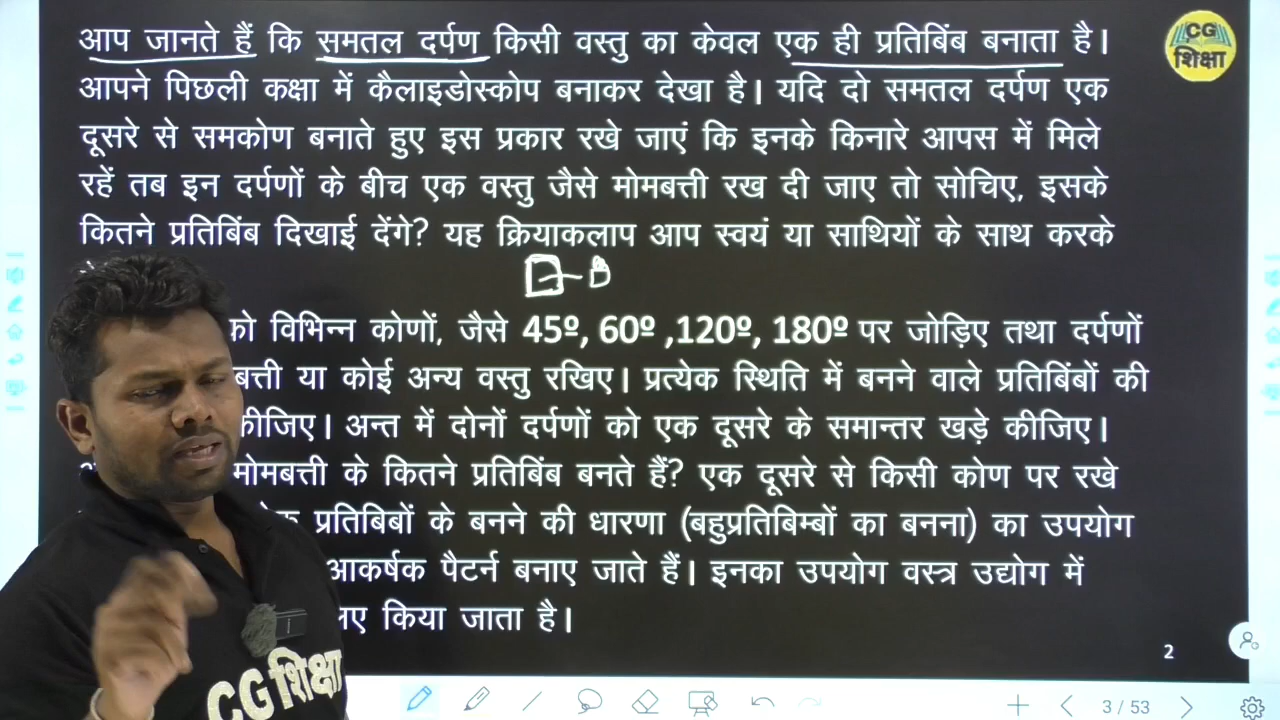 आप जानते हैं कि समतल दर्पण किसी वस्तु का केवल एक ही प्रतिबिंब बनाता है।
आपने पिछली कक्षा में कैलाइडोस्कोप बनाकर देखा है। यदि दो समतल दर्पण एक
दूसरे से समकोण बनाते हुए इस प्रकार रखे जाएं कि इनके किनारे आपस में मिले
रहें तब इन दर्पणों के बीच एक वस्तु जैसे मोमबत्ती रख दी जाए तो सोचिए, इसके
कितने प्रतिबिंब दिखाई देंगे? यह क्रियाकलाप आप स्वयं या साथियों के साथ करके
को विभिन्न कोणों, जैसे 45º, 60º ,120º, 180º पर जोड़िए तथा दर्पणों
बत्ती या कोई अन्य वस्तु रखिए। प्रत्येक स्थिति में बनने वाले प्रतिबिंबों की
कीजिए। अन्त में दोनों दर्पणों को एक दूसरे के समान्तर खड़े कीजिए।
मोमबत्ती के कितने प्रतिबिंब बनते हैं? एक दूसरे से किसी कोण पर रखे
प्रतिबिबों के बनने की धारणा (बहुप्रतिबिम्बों का बनना) का उपयोग
आकर्षक पैटर्न बनाए जाते हैं। इनका उपयोग वस्त्र उद्योग में
लिए किया जाता है।
CG
शिक्षा
CG शिक्षा
2
3 / 53